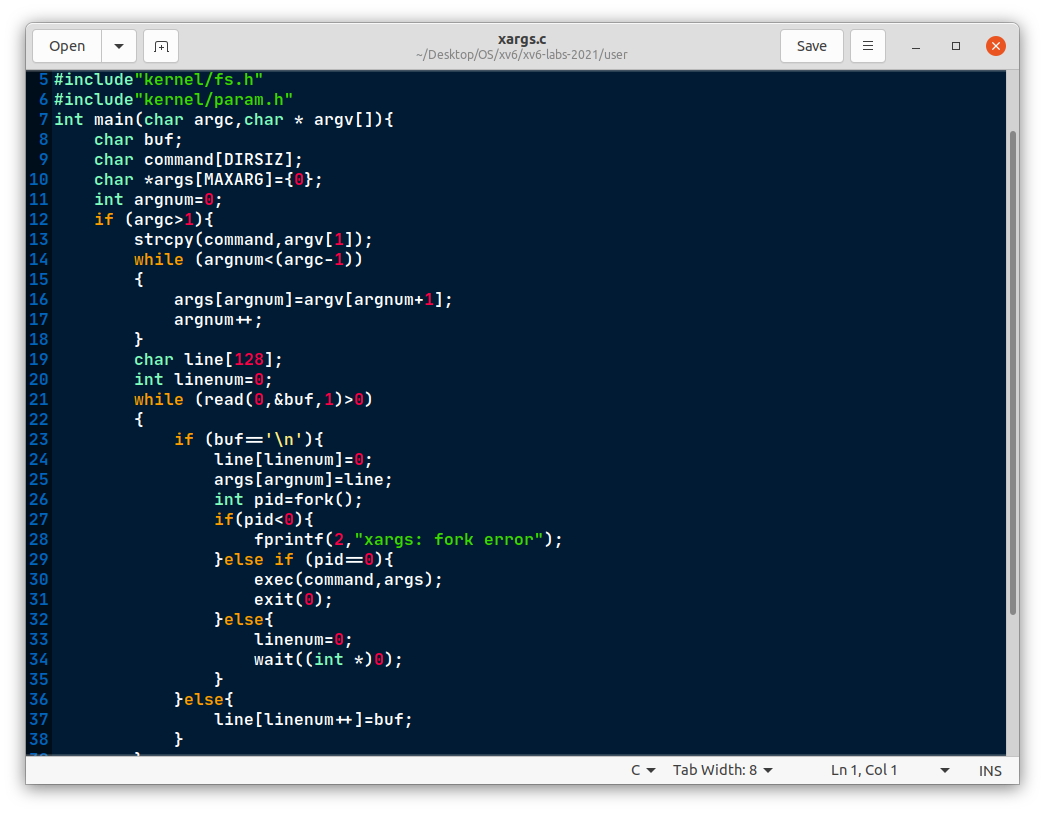 Open
xargs.c
~/Desktop/OS/xv6/xv6-labs-2021/user
Save
5 #include"kernel/fs.h"
6 #include"kernel/param.h"
7 int main(char argc,char * argv[]){
8     char buf;
9     char command[DIRSIZ];
10     char *args[MAXARG]={0};
11     int argnum=0;
12     if (argc>1){
13         strcpy(command,argv[1]);
14         while (argnum<(argc-1))
15         {
16             args[argnum]=argv[argnum+1];
17             argnum++;
18         }
19         char line[128];
20         int linenum=0;
21         while (read(0,&buf,1)>0)
22         {
23             if (buf=='\n'){
24                 line[linenum]=0;
25                 args[argnum]=line;
26                 int pid=fork();
27                 if(pid<0){
28                     fprintf(2,"xargs: fork error");
29                 }else if (pid==0){
30                     exec(command,args);
31                     exit(0);
32                 }else{
33                     linenum=0;
34                     wait((int *)0);
35                 }
36             }else{
37                 line[linenum++]=buf;
38             }
C
Tab Width: 8
Ln 1, Col 1
INS